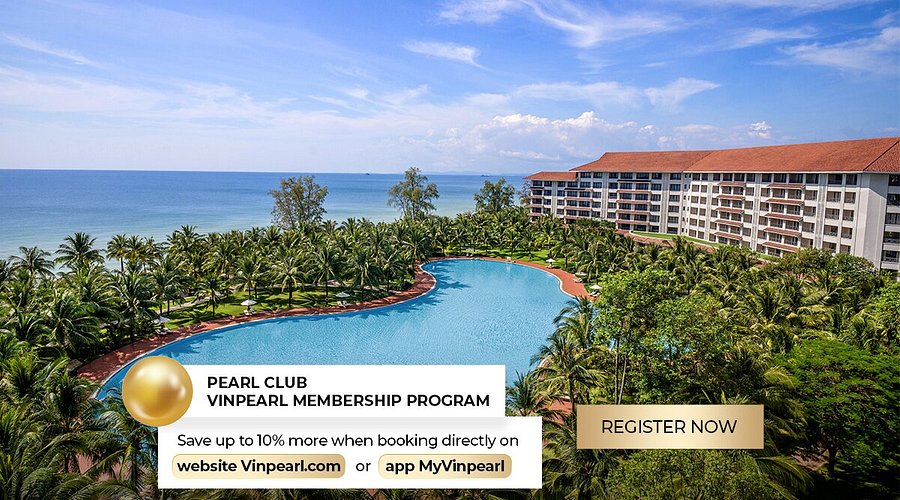 PEARL CLUB
VINPEARL MEMBERSHIP PROGRAM
Save up to 10% more when booking directly on
website Vinpearl.com or app MyVinpearl
REGISTER NOW